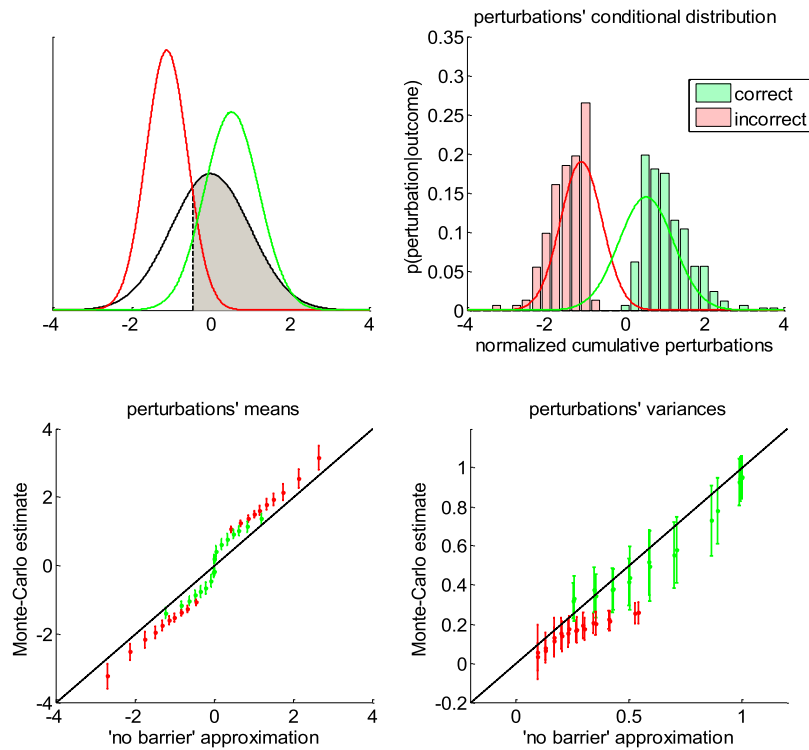 perturbations' conditional distribution
0.35
0.3
0.25
0.2
0.15
0.1
0.05
0
p(perturbation|outcome)
correct
incorrect
-4 -2 0 2 4
-4 -2 0 2 4
normalized cumulative perturbations
perturbations' means
4
2
0
-2
-4
Monte-Carlo estimate
-4 -2 0 2 4
'no barrier' approximation
perturbations' variances
1
0.8
0.6
0.4
0.2
0
-0.2
Monte-Carlo estimate
0 0.5 1
'no barrier' approximation